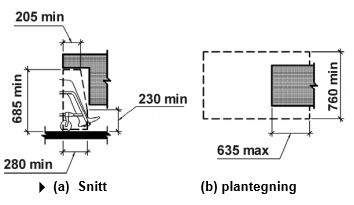 205 min
685 min
230 min
280 min
760 min
635 max
(a) Snitt
(b) plantegning